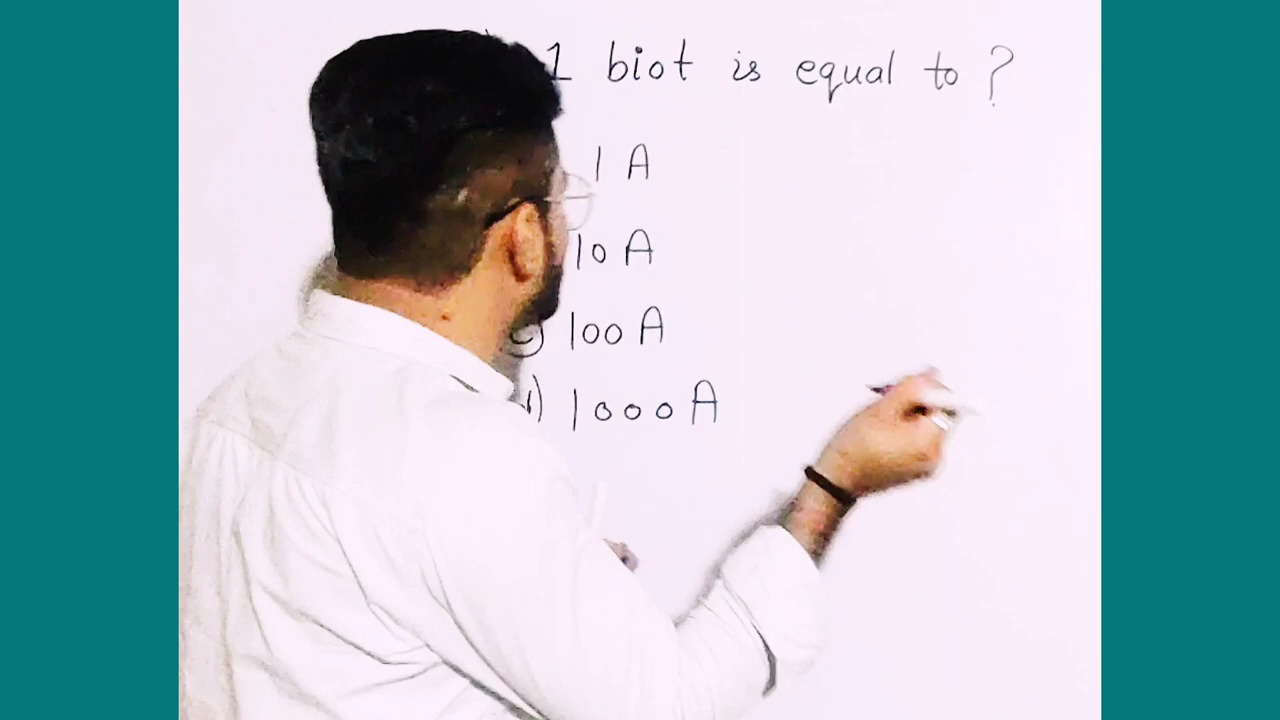 1 biot is equal to ?
1 A
10 A
c) 100 A
d) 1000 A